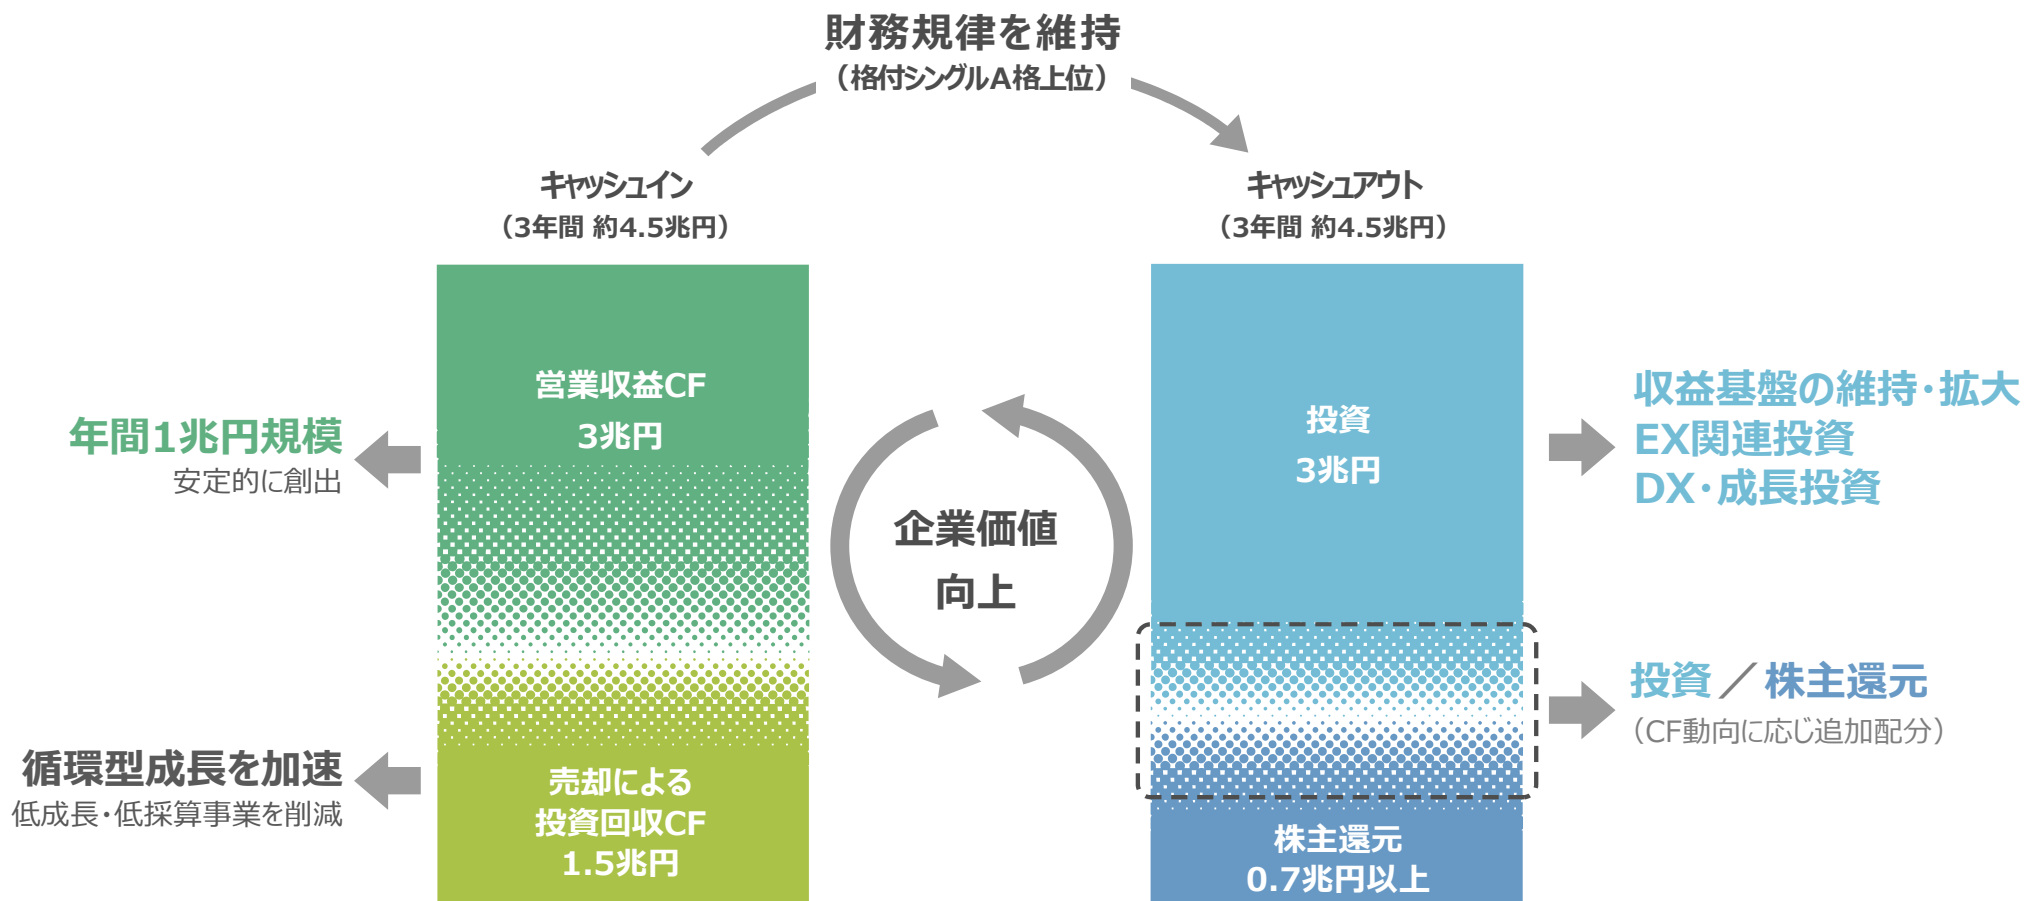 財務規律を維持
（格付シングルA格上位）
キャッシュイン
（3年間 約4.5兆円）
キャッシュアウト
（3年間 約4.5兆円）
営業収益CF
3兆円
年間1兆円規模
安定的に創出
売却による
投資回収CF
1.5兆円
循環型成長を加速
低成長・低採算事業を削減
企業価値
向上
投資
3兆円
収益基盤の維持・拡大
EX関連投資
DX・成長投資
投資／株主還元
（CF動向に応じ追加配分）
株主還元
0.7兆円以上